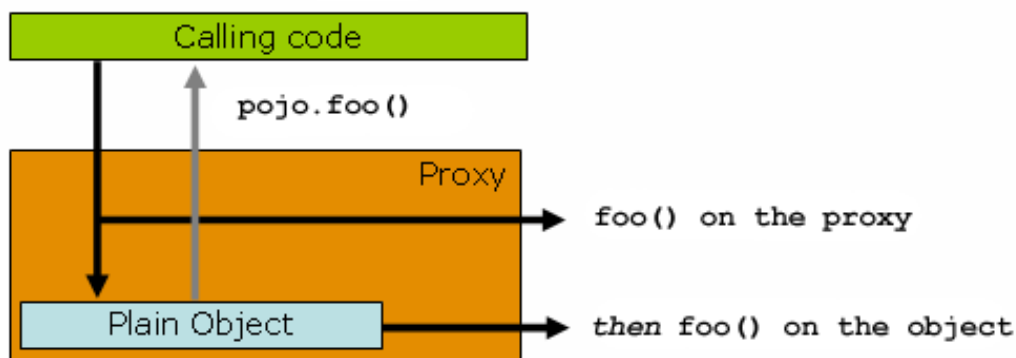 Calling code
pojo.foo()
Proxy
foo() on the proxy
Plain Object
then foo() on the object